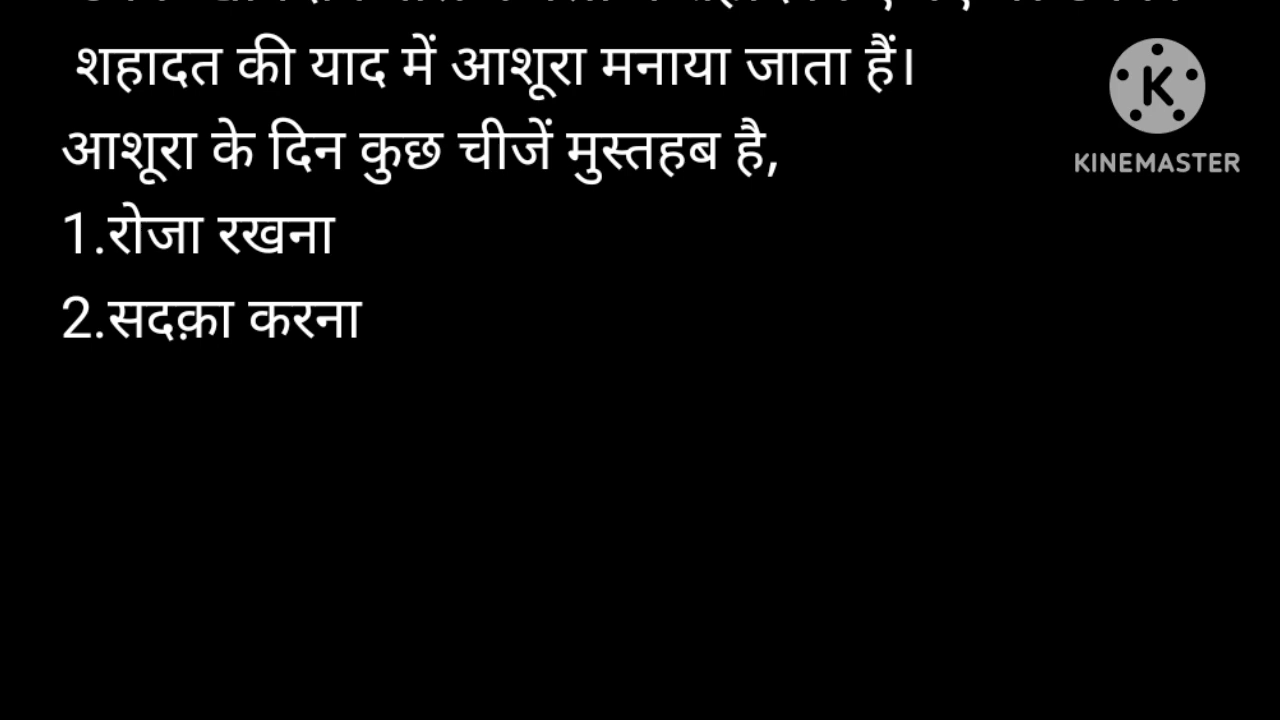 शहादत की याद में आशूरा मनाया जाता हैं।
आशूरा के दिन कुछ चीजें मुस्तहब है,
1.रोजा रखना
2.सदक़ा करना
K
KINEMASTER